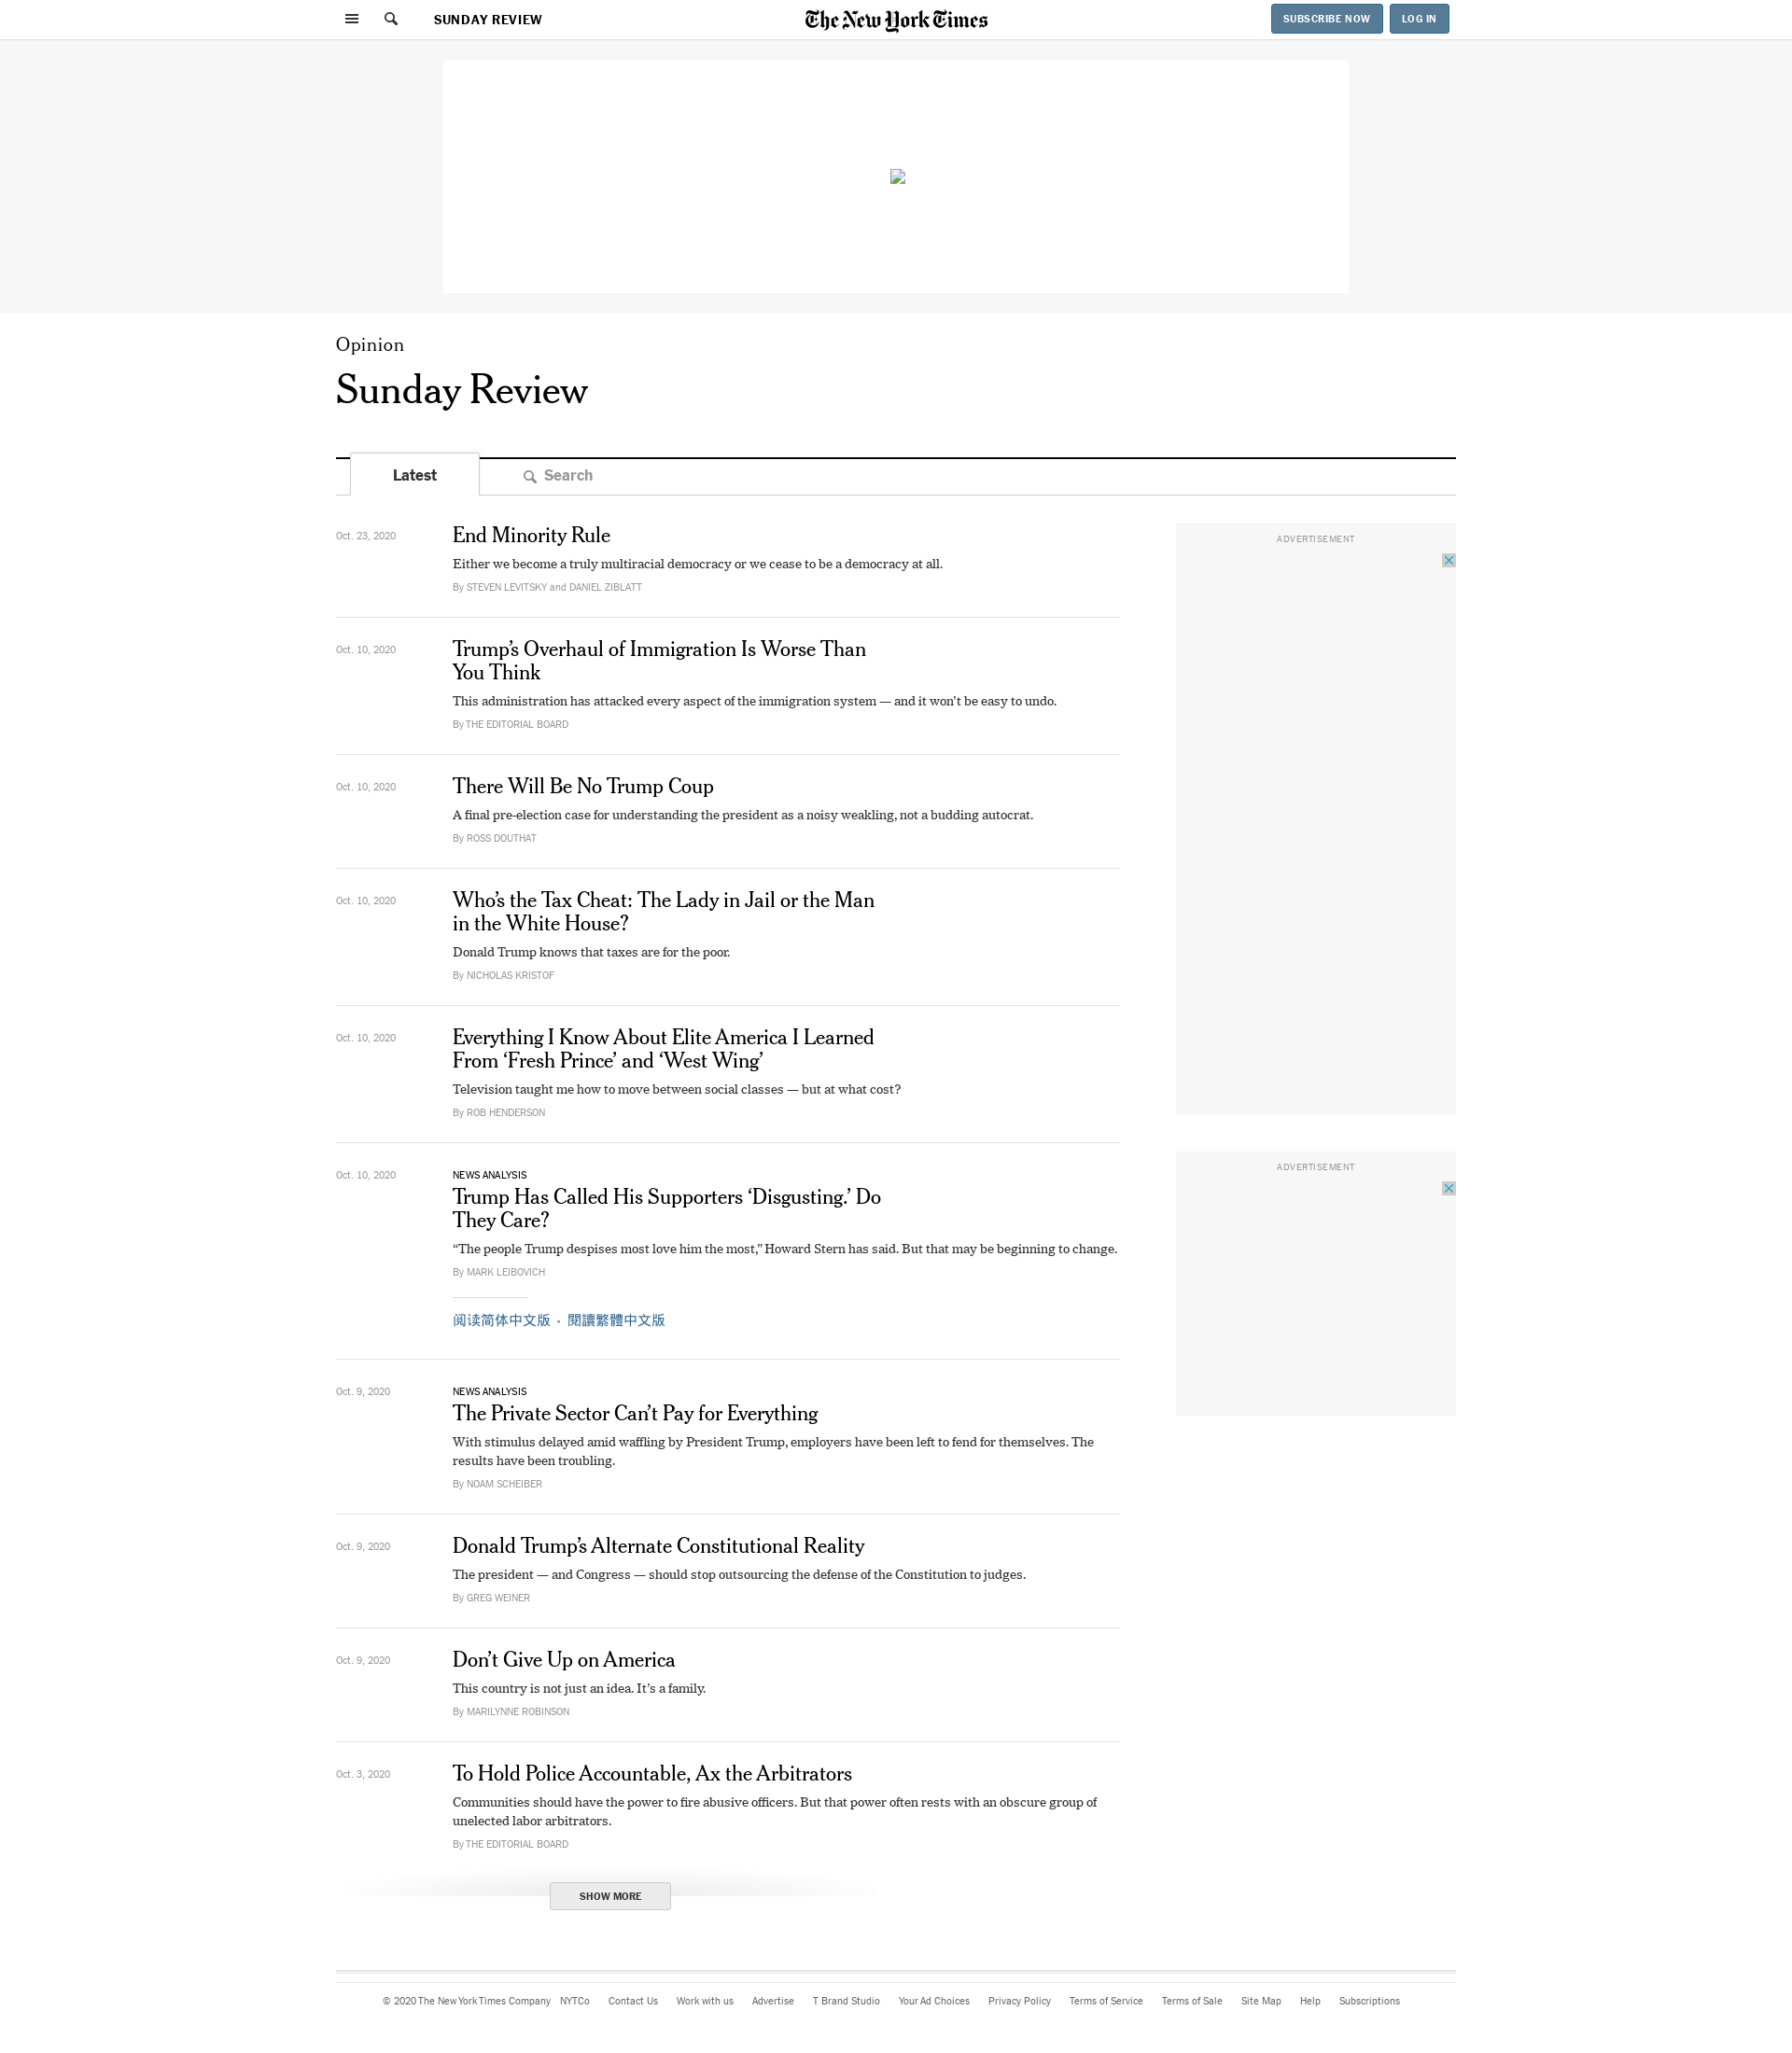 SUNDAY REVIEW
The New York Times
SUBSCRIBE NOW
LOG IN
Opinion
Sunday Review
Latest
Search
Oct. 23, 2020
End Minority Rule
Either we become a truly multiracial democracy or we cease to be a democracy at all.
By STEVEN LEVITSKY and DANIEL ZIBLATT
Oct. 10, 2020
Trump’s Overhaul of Immigration Is Worse Than
You Think
This administration has attacked every aspect of the immigration system — and it won’t be easy to undo.
By THE EDITORIAL BOARD
Oct. 10, 2020
There Will Be No Trump Coup
A final pre-election case for understanding the president as a noisy weakling, not a budding autocrat.
By ROSS DOUTHAT
Oct. 10, 2020
Who’s the Tax Cheat: The Lady in Jail or the Man
in the White House?
Donald Trump knows that taxes are for the poor.
By NICHOLAS KRISTOF
Oct. 10, 2020
Everything I Know About Elite America I Learned
From ‘Fresh Prince’ and ‘West Wing’
Television taught me how to move between social classes — but at what cost?
By ROB HENDERSON
Oct. 10, 2020
NEWS ANALYSIS
Trump Has Called His Supporters ‘Disgusting.’ Do
They Care?
“The people Trump despises most love him the most,” Howard Stern has said. But that may be beginning to change.
By MARK LEIBOVICH
阅读简体中文版 • 閱讀繁體中文版
Oct. 9, 2020
NEWS ANALYSIS
The Private Sector Can’t Pay for Everything
With stimulus delayed amid waffling by President Trump, employers have been left to fend for themselves. The
results have been troubling.
By NOAM SCHEIBER
Oct. 9, 2020
Donald Trump’s Alternate Constitutional Reality
The president — and Congress — should stop outsourcing the defense of the Constitution to judges.
By GREG WEINER
Oct. 9, 2020
Don’t Give Up on America
This country is not just an idea. It’s a family.
By MARILYNNE ROBINSON
Oct. 3, 2020
To Hold Police Accountable, Ax the Arbitrators
Communities should have the power to fire abusive officers. But that power often rests with an obscure group of
unelected labor arbitrators.
By THE EDITORIAL BOARD
SHOW MORE
ADVERTISEMENT
ADVERTISEMENT
© 2020 The New York Times Company NYTCo Contact Us Work with us Advertise T Brand Studio Your Ad Choices Privacy Policy Terms of Service Terms of Sale Site Map Help Subscriptions